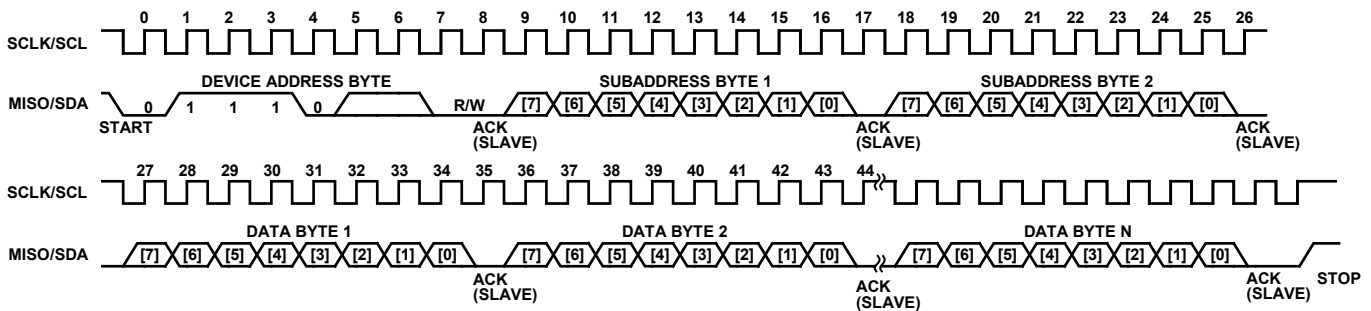 0 1 2 3 4 5 6 7 8 9 10 11 12 13 14 15 16 17 18 19 20 21 22 23 24 25 26
SCLK/SCL
DEVICE ADDRESS BYTE SUBADDRESS BYTE 1 SUBADDRESS BYTE 2
MISO/SDA 0 1 1 1 0 R/W [7] [6] [5] [4] [3] [2] [1] [0] [7] [6] [5] [4] [3] [2] [1] [0]
START ACK ACK ACK
(SLAVE) (SLAVE) (SLAVE)
27 28 29 30 31 32 33 34 35 36 37 38 39 40 41 42 43 44
SCLK/SCL
DATA BYTE 1 DATA BYTE 2 DATA BYTE N
MISO/SDA [7] [6] [5] [4] [3] [2] [1] [0] [7] [6] [5] [4] [3] [2] [1] [0] [7] [6] [5] [4] [3] [2] [1] [0]
ACK ACK ACK STOP
(SLAVE) (SLAVE) (SLAVE)